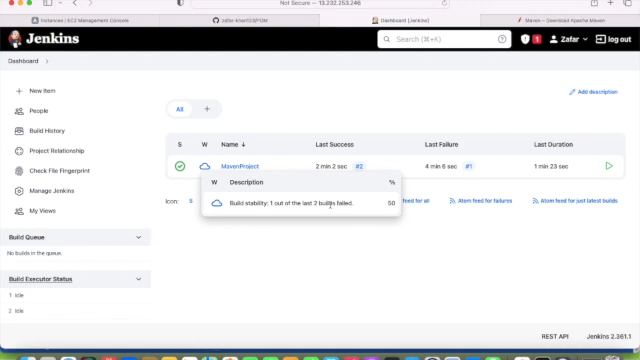 Not Secure — 13.232.253.246
Instances | EC2 Management Console
zafar-khan123/POM
Dashboard [Jenkins]
Maven – Download Apache Maven
Jenkins
Search (⌘+K)
1
Zafar
log out
Dashboard
New Item
People
Build History
Project Relationship
Check File Fingerprint
Manage Jenkins
My Views
Build Queue
No builds in the queue.
Build Executor Status
1 Idle
2 Idle
All
+
Add description
S W Name ↓ Last Success Last Failure Last Duration
MavenProject 2 min 2 sec #2 4 min 6 sec #1 1 min 23 sec
W Description %
Build stability: 1 out of the last 2 builds failed. 50
Icon: S
feed for all
Atom feed for failures
Atom feed for just latest builds
REST API Jenkins 2.361.1